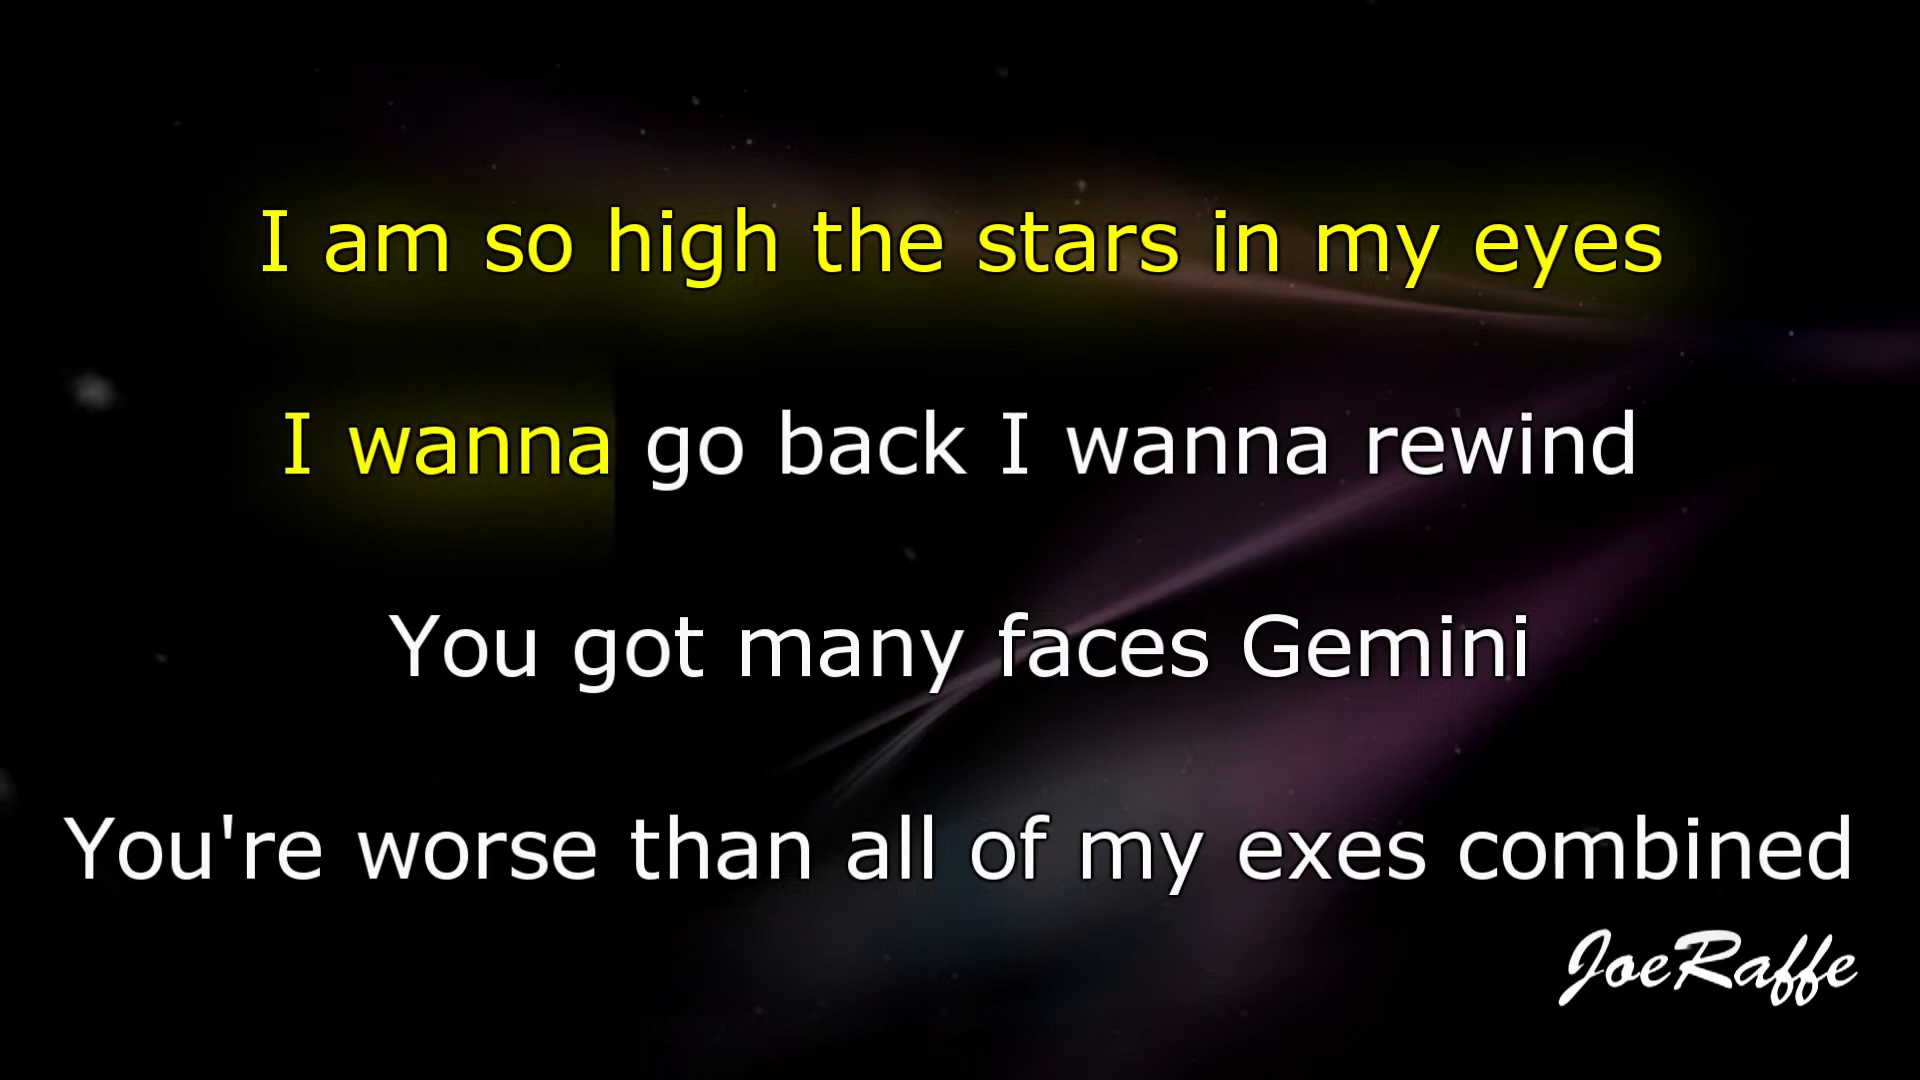 I am so high the stars in my eyes
I wanna go back I wanna rewind
You got many faces Gemini
You're worse than all of my exes combined
JoeRaffe